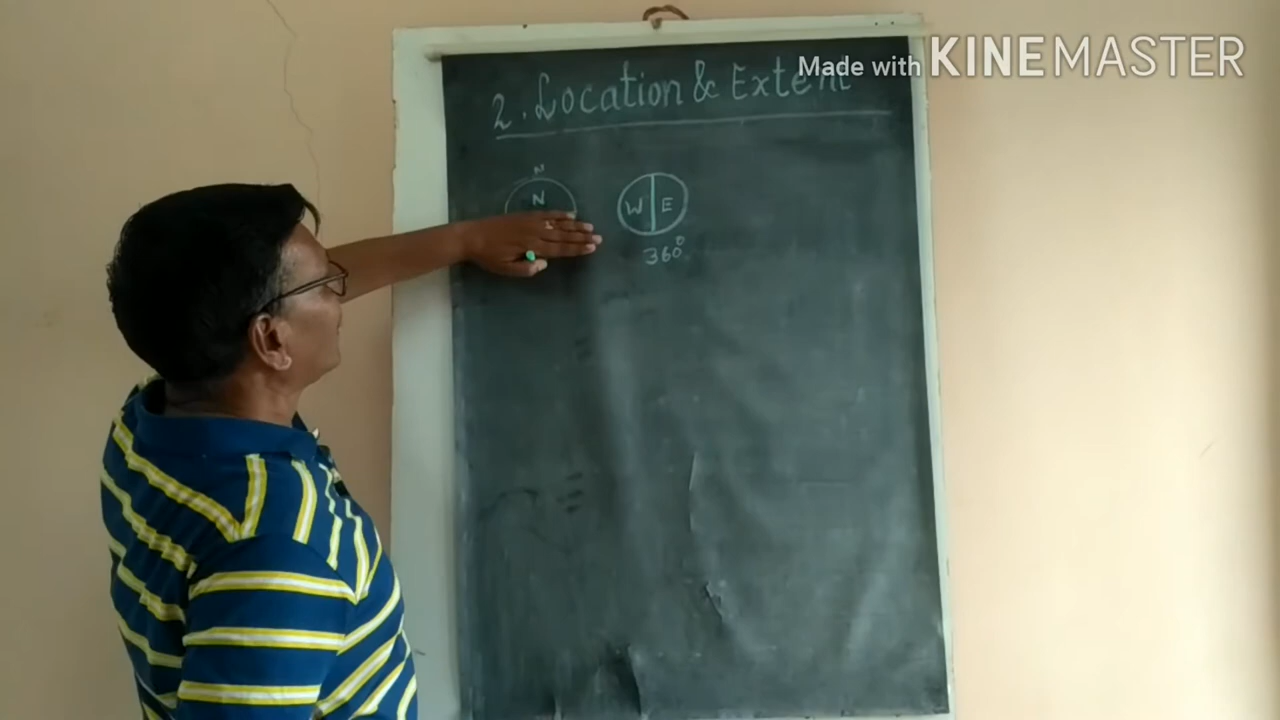 Made with KINEMASTER
2. Location & Extent
N
N
W E
360°